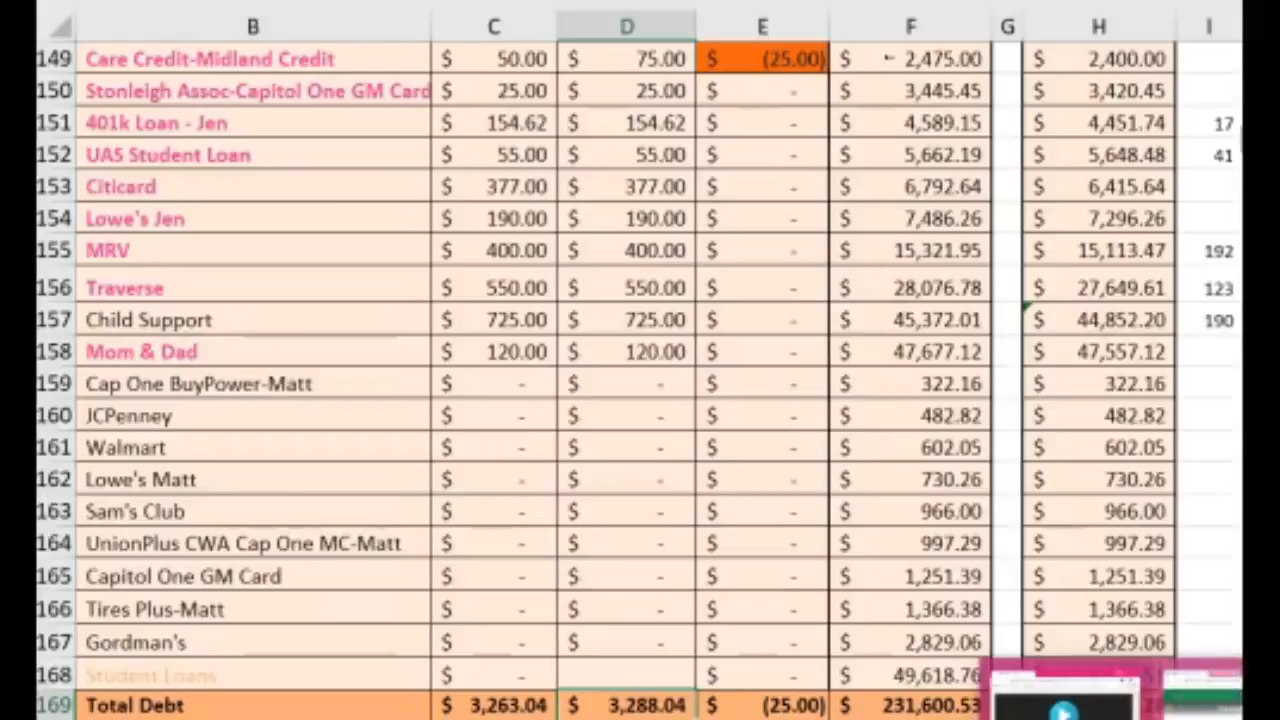 B C D E F G H I
149 Care Credit-Midland Credit $ 50.00 $ 75.00 $ (25.00) $ 2,475.00 $ 2,400.00
150 Stonleigh Assoc-Capitol One GM Card $ 25.00 $ 25.00 $ - $ 3,445.45 $ 3,420.45
151 401k Loan - Jen $ 154.62 $ 154.62 $ - $ 4,589.15 $ 4,451.74 17
152 UAS Student Loan $ 55.00 $ 55.00 $ - $ 5,662.19 $ 5,648.48 41
153 Citicard $ 377.00 $ 377.00 $ - $ 6,792.64 $ 6,415.64
154 Lowe's Jen $ 190.00 $ 190.00 $ - $ 7,486.26 $ 7,296.26
155 MRV $ 400.00 $ 400.00 $ - $ 15,321.95 $ 15,113.47 192
156 Traverse $ 550.00 $ 550.00 $ - $ 28,076.78 $ 27,649.61 123
157 Child Support $ 725.00 $ 725.00 $ - $ 45,372.01 $ 44,852.20 190
158 Mom & Dad $ 120.00 $ 120.00 $ - $ 47,677.12 $ 47,557.12
159 Cap One BuyPower-Matt $ - $ - $ - $ 322.16 $ 322.16
160 JCPenney $ - $ - $ - $ 482.82 $ 482.82
161 Walmart $ - $ - $ - $ 602.05 $ 602.05
162 Lowe's Matt $ - $ - $ - $ 730.26 $ 730.26
163 Sam's Club $ - $ - $ - $ 966.00 $ 966.00
164 UnionPlus CWA Cap One MC-Matt $ - $ - $ - $ 997.29 $ 997.29
165 Capitol One GM Card $ - $ - $ - $ 1,251.39 $ 1,251.39
166 Tires Plus-Matt $ - $ - $ - $ 1,366.38 $ 1,366.38
167 Gordman's $ - $ - $ - $ 2,829.06 $ 2,829.06
168 Student Loans $ - $ - $ 49,618.76
169 Total Debt $ 3,263.04 $ 3,288.04 $ (25.00) $ 231,600.53